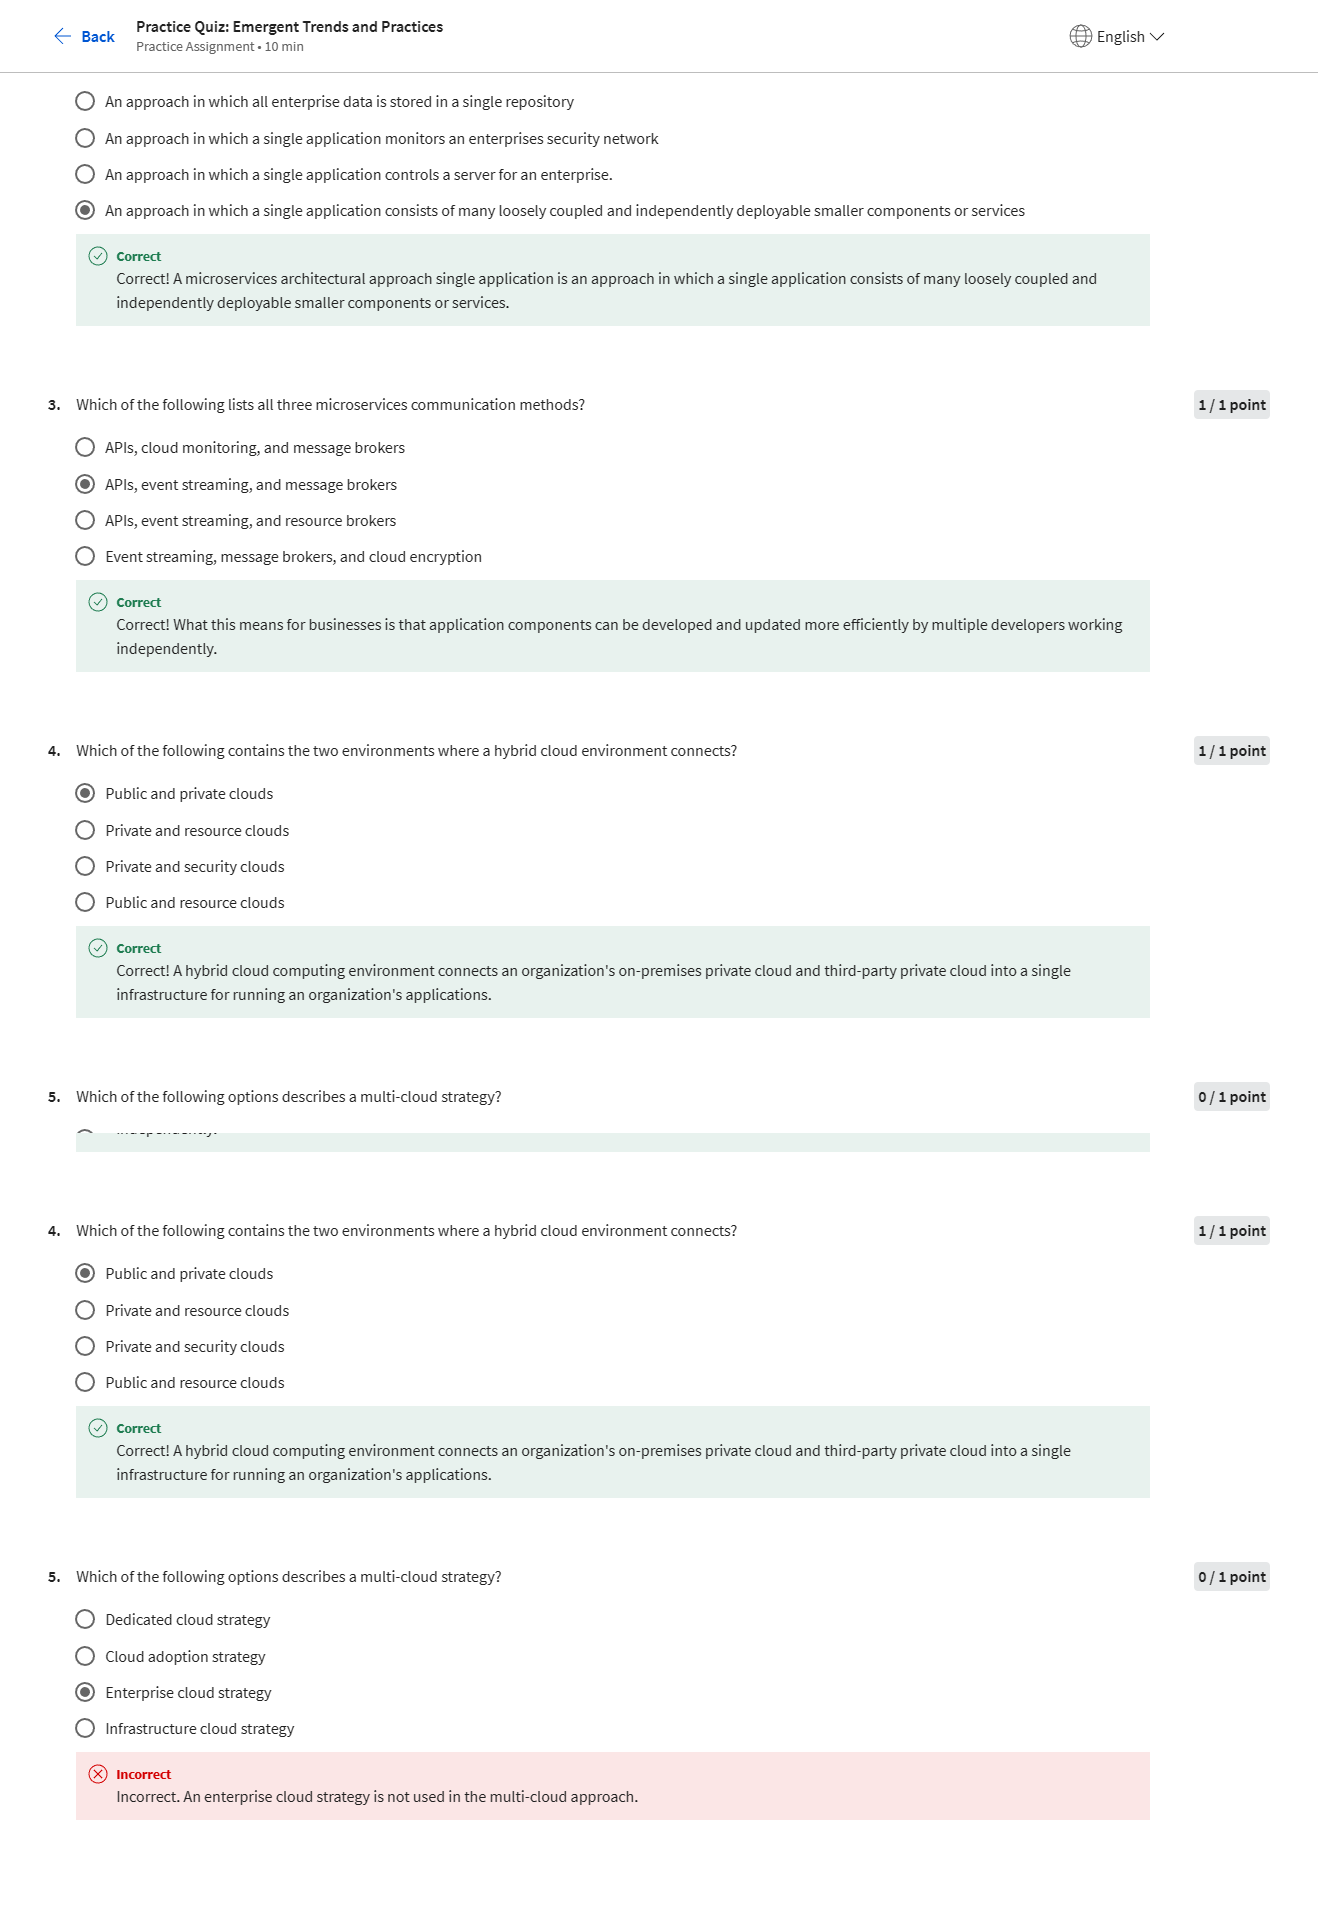 Back
Practice Quiz: Emergent Trends and Practices
Practice Assignment • 10 min
English
An approach in which all enterprise data is stored in a single repository
An approach in which a single application monitors an enterprises security network
An approach in which a single application controls a server for an enterprise.
An approach in which a single application consists of many loosely coupled and independently deployable smaller components or services
Correct
Correct! A microservices architectural approach single application is an approach in which a single application consists of many loosely coupled and
independently deployable smaller components or services.
3. Which of the following lists all three microservices communication methods?
1 / 1 point
APIs, cloud monitoring, and message brokers
APIs, event streaming, and message brokers
APIs, event streaming, and resource brokers
Event streaming, message brokers, and cloud encryption
Correct
Correct! What this means for businesses is that application components can be developed and updated more efficiently by multiple developers working
independently.
4. Which of the following contains the two environments where a hybrid cloud environment connects?
1 / 1 point
Public and private clouds
Private and resource clouds
Private and security clouds
Public and resource clouds
Correct
Correct! A hybrid cloud computing environment connects an organization's on-premises private cloud and third-party private cloud into a single
infrastructure for running an organization's applications.
5. Which of the following options describes a multi-cloud strategy?
0 / 1 point
4. Which of the following contains the two environments where a hybrid cloud environment connects?
1 / 1 point
Public and private clouds
Private and resource clouds
Private and security clouds
Public and resource clouds
Correct
Correct! A hybrid cloud computing environment connects an organization's on-premises private cloud and third-party private cloud into a single
infrastructure for running an organization's applications.
5. Which of the following options describes a multi-cloud strategy?
0 / 1 point
Dedicated cloud strategy
Cloud adoption strategy
Enterprise cloud strategy
Infrastructure cloud strategy
Incorrect
Incorrect. An enterprise cloud strategy is not used in the multi-cloud approach.